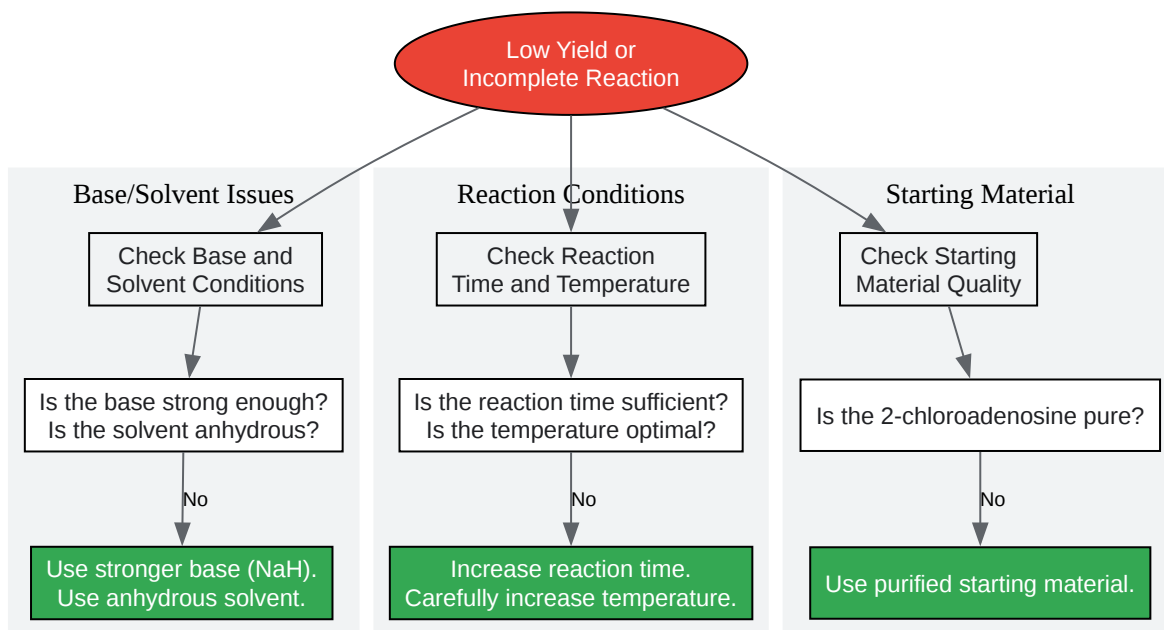 Low Yield or
Incomplete Reaction
Base/Solvent Issues
Check Base and
Solvent Conditions
Is the base strong enough?
Is the solvent anhydrous?
No
Use stronger base (NaH).
Use anhydrous solvent.
Reaction Conditions
Check Reaction
Time and Temperature
Is the reaction time sufficient?
Is the temperature optimal?
No
Increase reaction time.
Carefully increase temperature.
Starting Material
Check Starting
Material Quality
Is the 2-chloroadenosine pure?
No
Use purified starting material.